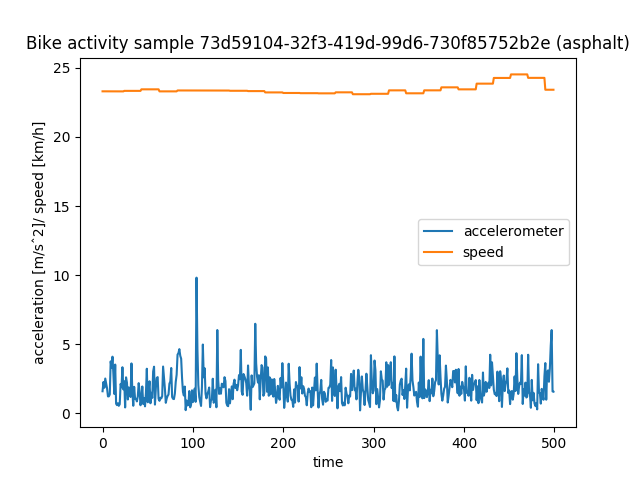 Bike activity sample 73d59104-32f3-419d-99d6-730f85752b2e (asphalt)
acceleration [m/s^2]/ speed [km/h]
25
20
15
10
5
0
accelerometer
speed
0 100 200 300 400 500
time